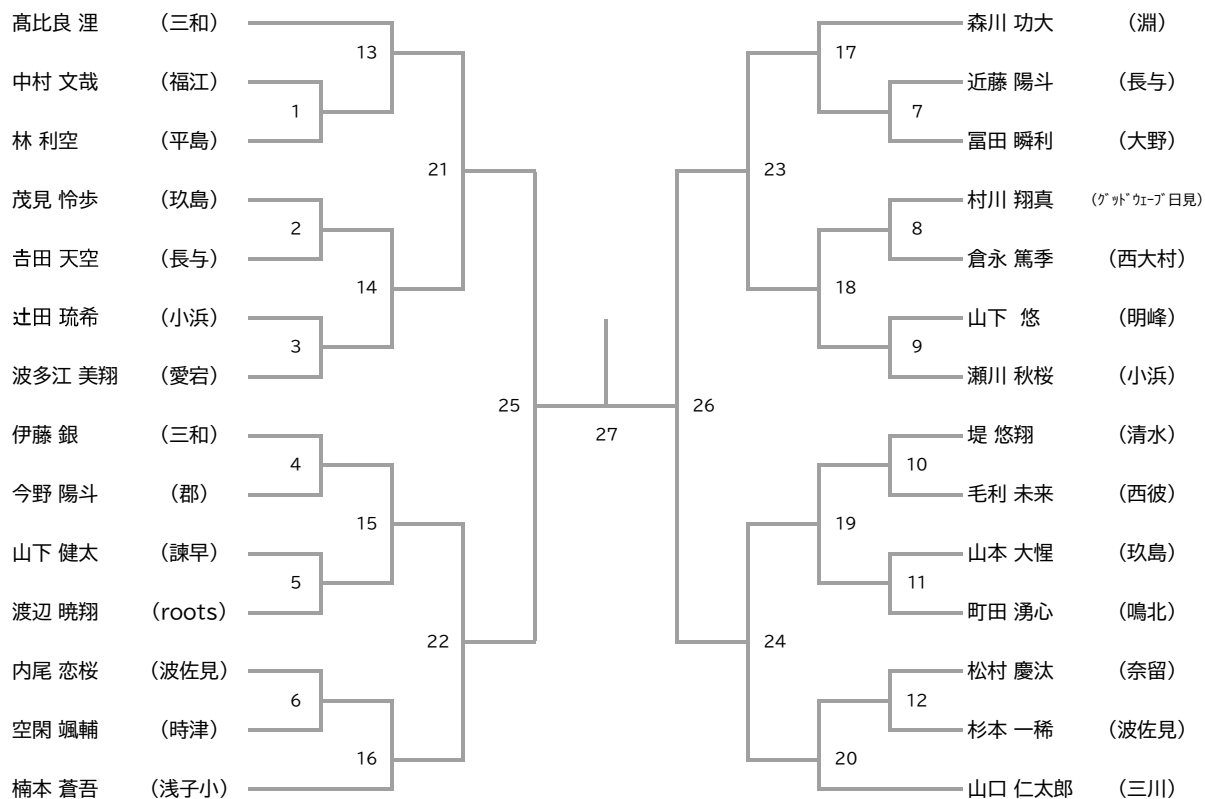 髙比良 浬 （三和）
13
中村 文哉 （福江）
1
林 利空 （平島）
21
茂見 怜歩 （玖島）
2
𠮷田 天空 （長与）
14
辻田 琉希 （小浜）
3
波多江 美翔 （愛宕）
25
伊藤 銀 （三和）
4
今野 陽斗 （郡）
15
山下 健太 （諫早）
5
渡辺 暁翔 （roots）
22
内尾 恋桜 （波佐見）
6
空閑 颯輔 （時津）
16
楠本 蒼吾 （浅子小）
27
森川 功大 （淵）
17
近藤 陽斗 （長与）
7
冨田 瞬利 （大野）
23
村川 翔真 （ｸﾞｯﾄﾞｳｪｰﾌﾞ日見）
8
倉永 篤季 （西大村）
18
山下 悠 （明峰）
9
瀬川 秋桜 （小浜）
26
堤 悠翔 （清水）
10
毛利 未来 （西彼）
19
山本 大惺 （玖島）
11
町田 湧心 （鳴北）
24
松村 慶汰 （奈留）
12
杉本 一稀 （波佐見）
20
山口 仁太郎 （三川）